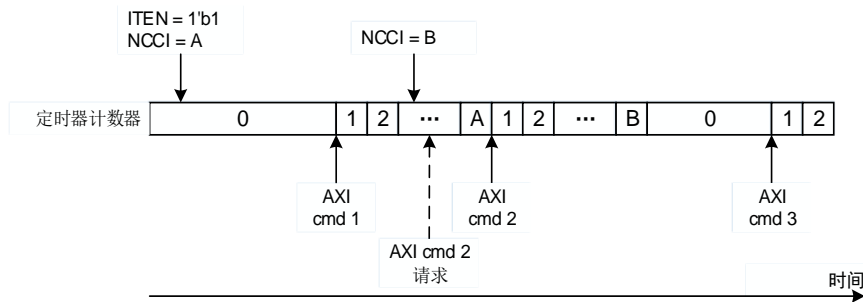 ITEN = 1'b1
NCCI = A
NCCI = B
定时器计数器
0
1
2
...
A
1
2
...
B
0
1
2
AXI
cmd 1
AXI
cmd 2
AXI
cmd 3
AXI cmd 2
请求
时间